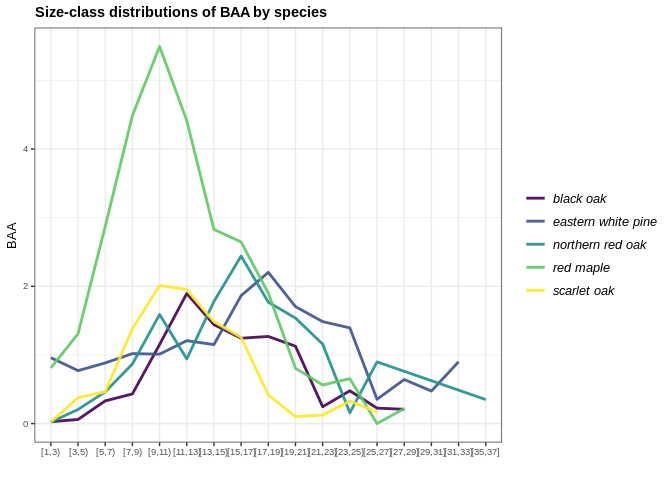 Size-class distributions of BAA by species
BAA
4
2
0
[1,3) [3,5) [5,7) [7,9) [9,11) [11,13) [13,15) [15,17) [17,19) [19,21) [21,23) [23,25) [25,27) [27,29) [29,31) [31,33) [35,37]
black oak
eastern white pine
northern red oak
red maple
scarlet oak